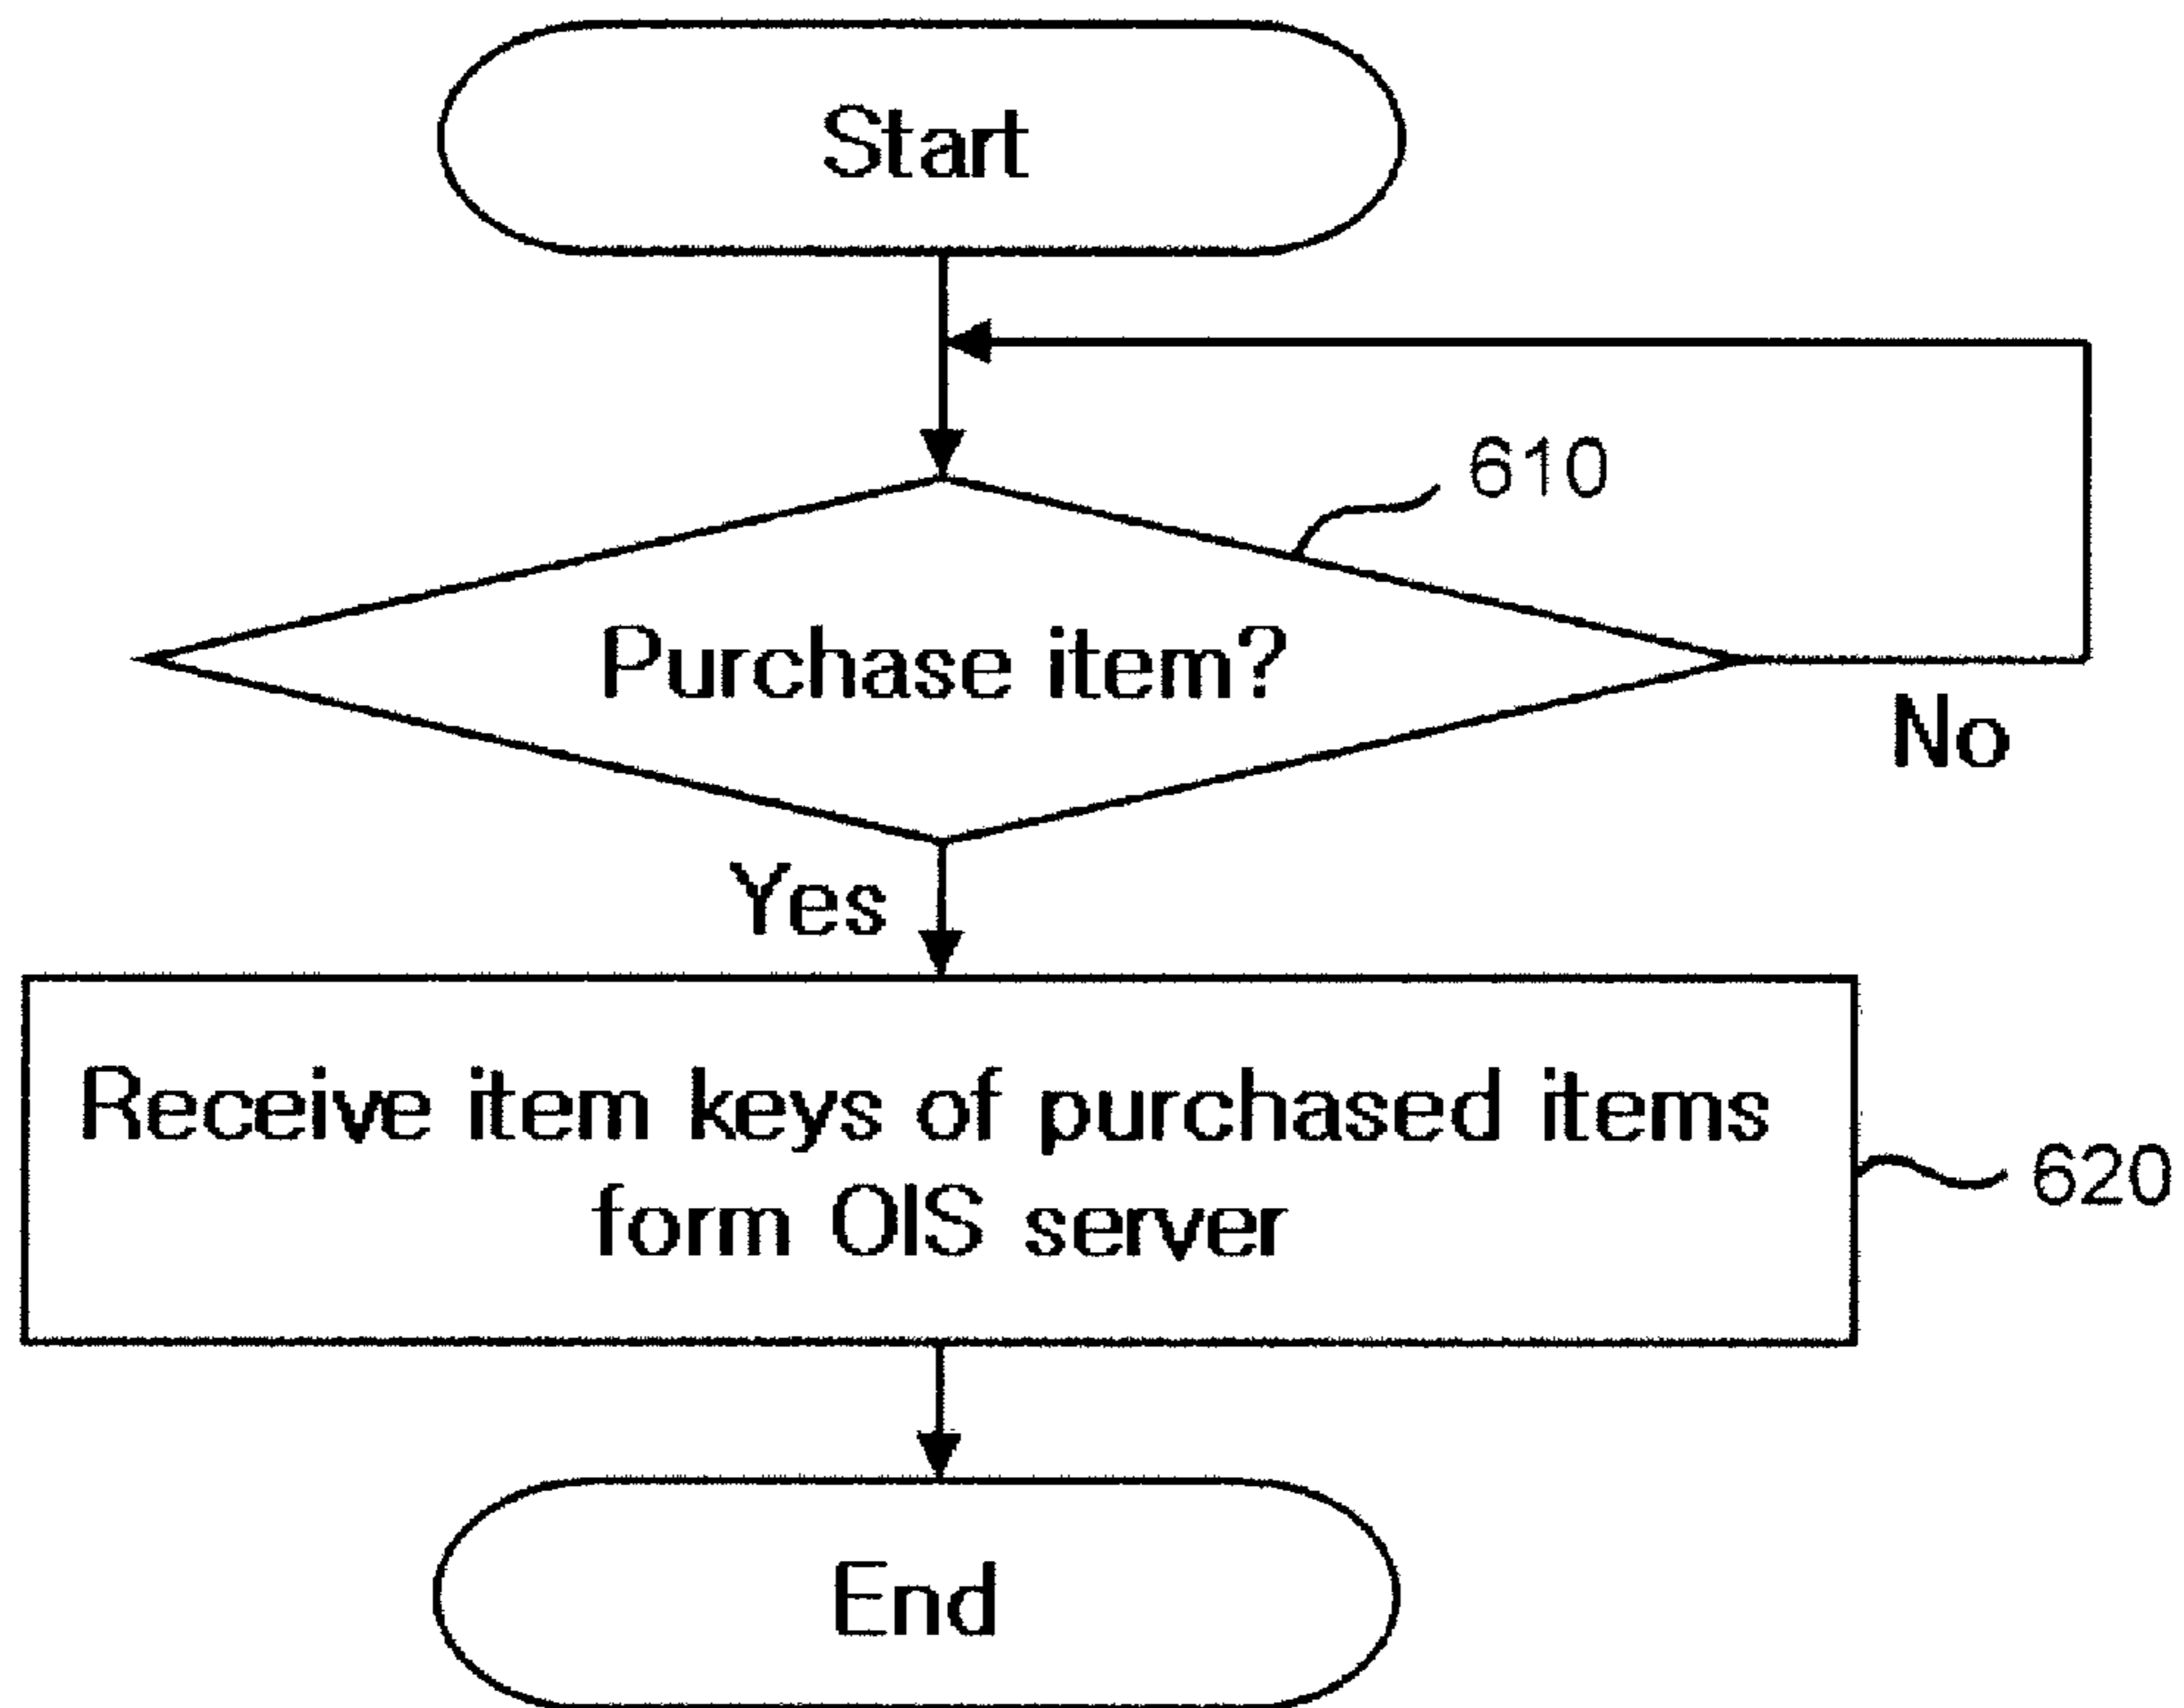 Start
610
Purchase item?
No
Yes
Receive item keys of purchased items
form OIS server
620
End